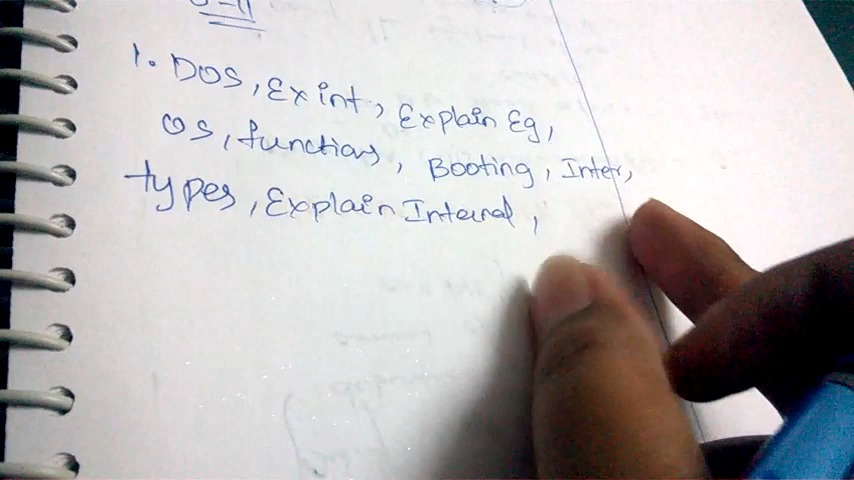 1. DOS, Ex int, Explain Eg,
OS, functions, Booting, Inter,
types, Explain Internal,